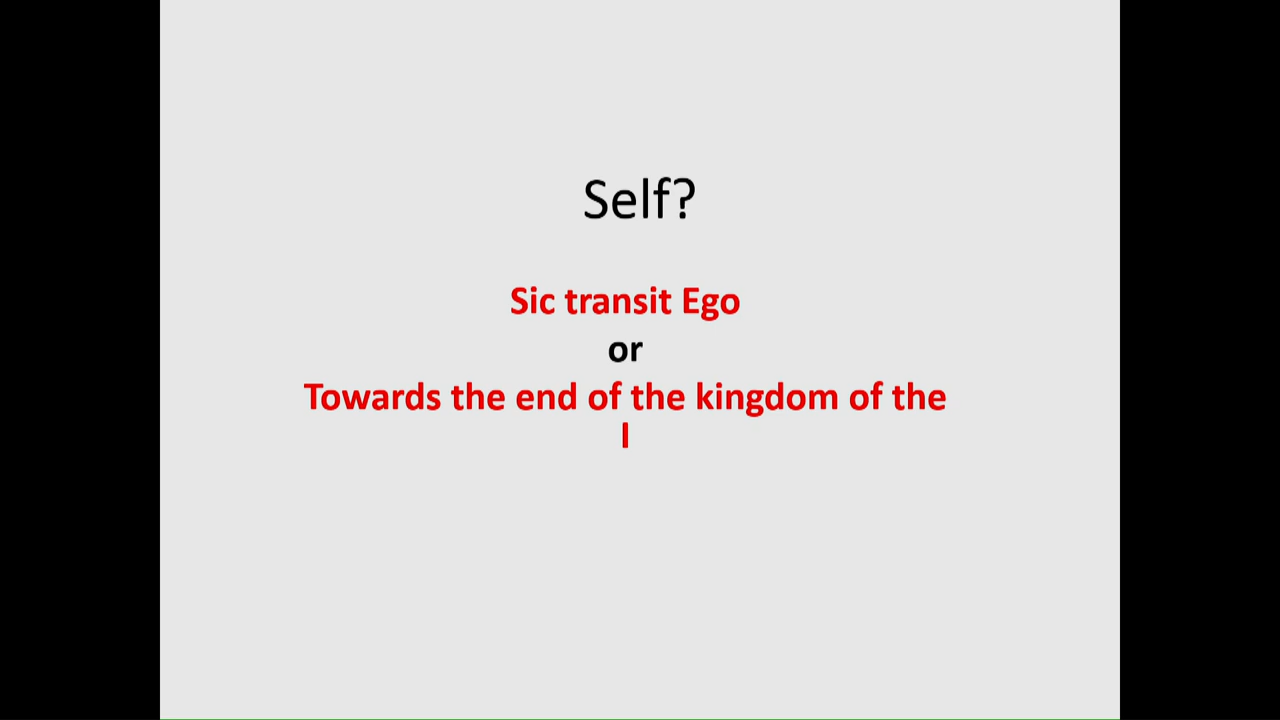 Self?
Sic transit Ego
or
Towards the end of the kingdom of the
I